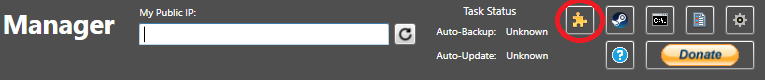 Manager
My Public IP:
Task Status
Auto-Backup: Unknown
Auto-Update: Unknown
C:\.
?
Donate